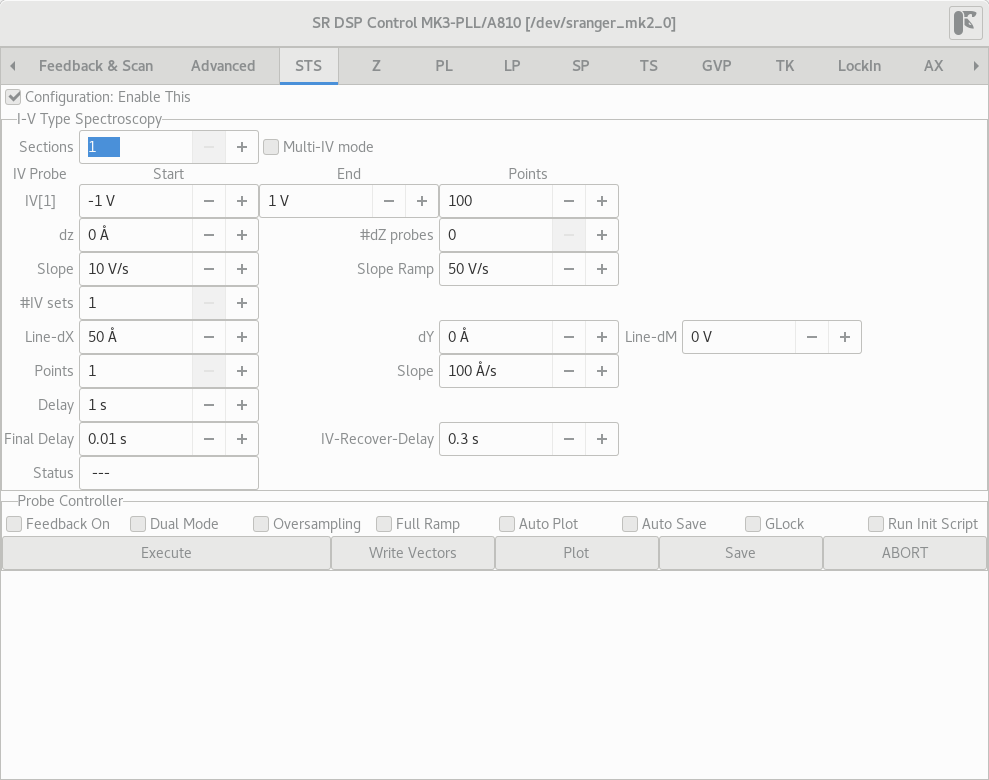 SR DSP Control MK3-PLL/A810 [/dev/sranger_mk2_0]
Feedback & Scan Advanced STS Z PL LP SP TS GVP TK LockIn AX
Configuration: Enable This
I-V Type Spectroscopy
Sections 1 Multi-IV mode
IV Probe Start End Points
IV[1] -1 V 1 V 100
dz 0 Å #dZ probes 0
Slope 10 V/s Slope Ramp 50 V/s
#IV sets 1
Line-dX 50 Å dY 0 Å Line-dM 0 V
Points 1 Slope 100 Å/s
Delay 1 s
Final Delay 0.01 s IV-Recover-Delay 0.3 s
Status ---
Probe Controller
Feedback On Dual Mode Oversampling Full Ramp Auto Plot Auto Save GLock Run Init Script
Execute Write Vectors Plot Save ABORT